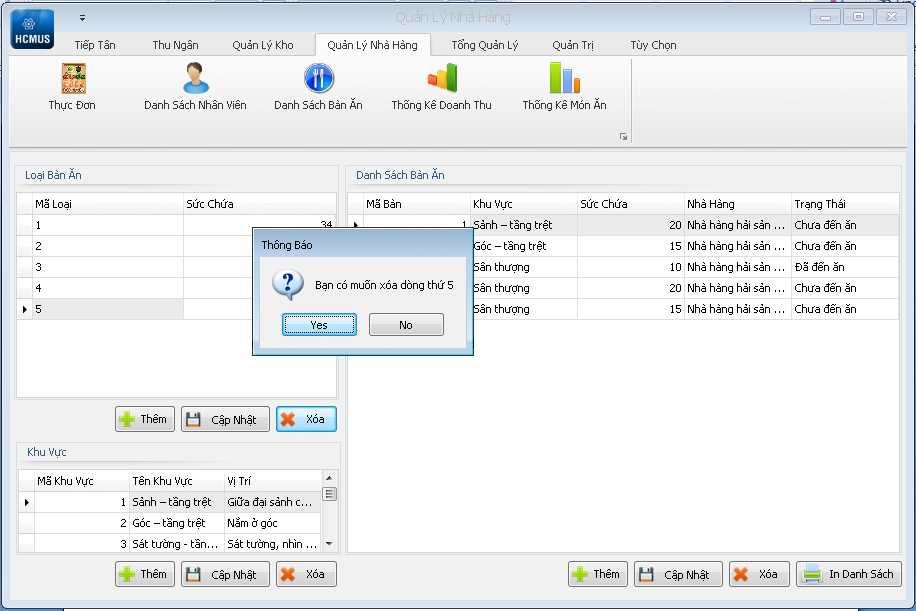 Quản Lý Nhà Hàng
HCMUS
Tiếp Tân Thu Ngân Quản Lý Kho Quản Lý Nhà Hàng Tổng Quản Lý Quản Trị Tùy Chọn
Thực Đơn Danh Sách Nhân Viên Danh Sách Bàn Ăn Thống Kê Doanh Thu Thống Kê Món Ăn
Loại Bàn Ăn
Mã Loại Sức Chứa
1 34
2
3
4
5
Thêm Cập Nhật Xóa
Khu Vực
Mã Khu Vực Tên Khu Vực Vị Trí
1 Sảnh – tầng trệt Giữa đại sảnh c...
2 Góc – tầng trệt Nằm ở góc
3 Sát tường - tần... Sát tường, nhìn ...
Thêm Cập Nhật Xóa
Danh Sách Bàn Ăn
Mã Bàn Khu Vực Sức Chứa Nhà Hàng Trạng Thái
1 Sảnh – tầng trệt 20 Nhà hàng hải sản ... Chưa đến ăn
Góc – tầng trệt 15 Nhà hàng hải sản ... Chưa đến ăn
Sân thượng 10 Nhà hàng hải sản ... Đã đến ăn
Sân thượng 20 Nhà hàng hải sản ... Chưa đến ăn
Sân thượng 15 Nhà hàng hải sản ... Chưa đến ăn
Thêm Cập Nhật Xóa In Danh Sách
Thông Báo
Bạn có muốn xóa dòng thứ 5
Yes No